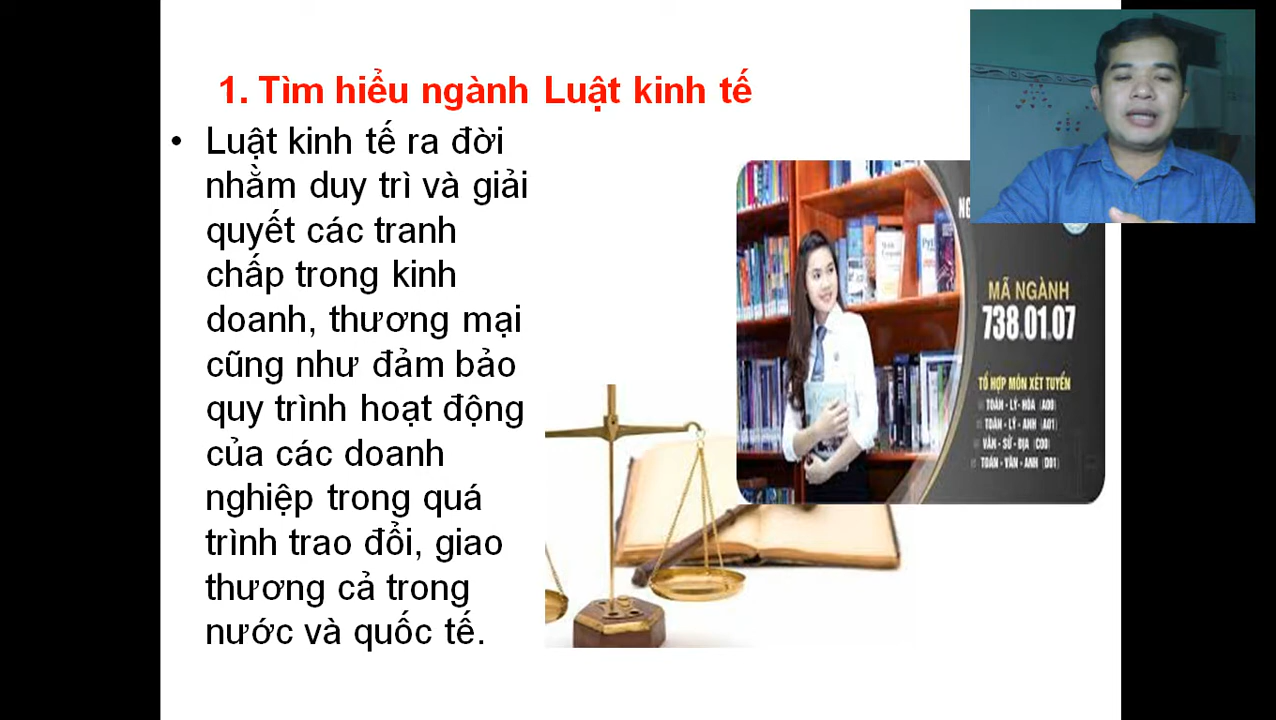 1. Tìm hiểu ngành Luật kinh tế
• Luật kinh tế ra đời
nhằm duy trì và giải
quyết các tranh
chấp trong kinh
doanh, thương mại
cũng như đảm bảo
quy trình hoạt động
của các doanh
nghiệp trong quá
trình trao đổi, giao
thương cả trong
nước và quốc tế.
MÃ NGÀNH
738.01.07
TỔ HỢP MÔN XÉT TUYỂN
TOÁN - LÝ - HÓA (A00)
TOÁN - LÝ - ANH (A01)
VĂN - SỬ - ĐỊA (C00)
TOÁN - VĂN - ANH (D01)